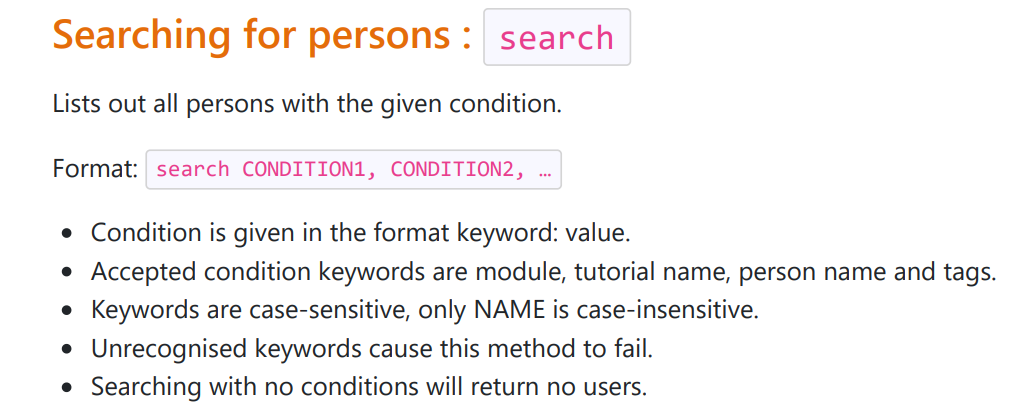 Searching for persons : search
Lists out all persons with the given condition.
Format: search CONDITION1, CONDITION2, …
• Condition is given in the format keyword: value.
• Accepted condition keywords are module, tutorial name, person name and tags.
• Keywords are case-sensitive, only NAME is case-insensitive.
• Unrecognised keywords cause this method to fail.
• Searching with no conditions will return no users.